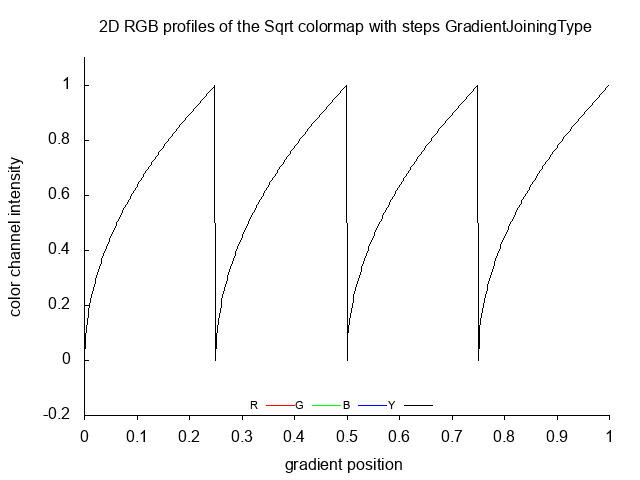 2D RGB profiles of the Sqrt colormap with steps GradientJoiningType
1
0.8
0.6
0.4
0.2
0
-0.2
color channel intensity
R G B Y
0 0.1 0.2 0.3 0.4 0.5 0.6 0.7 0.8 0.9 1
gradient position